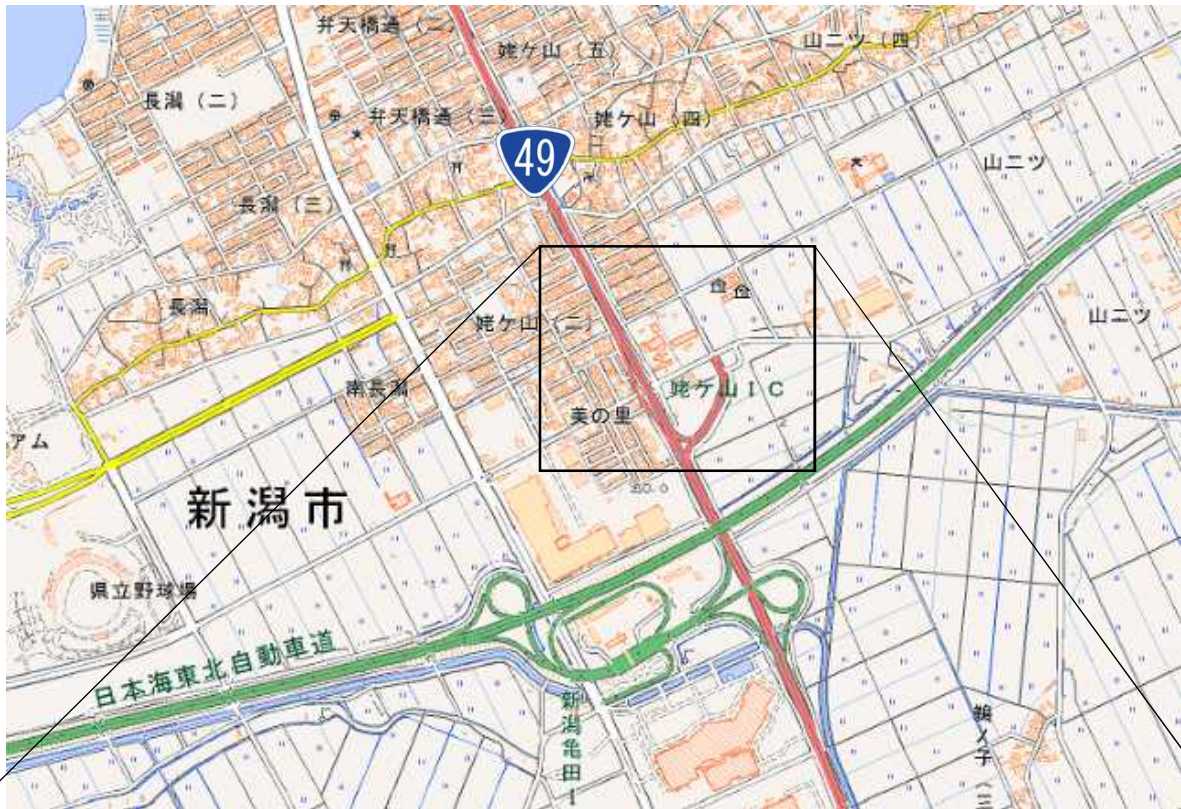 弁天橋通（二）
姥ケ山（五）
山二ツ（四）
長潟（二）
弁天橋通（三）
姥ケ山（四）
49
山二ツ
長潟（三）
長潟
姥ケ山（二）
山二ツ
南長潟
姥ケ山ＩＣ
美の里
アム
新潟市
県立野球場
日本海東北自動車道
新潟亀田Ｉ
鵜ノ子（三